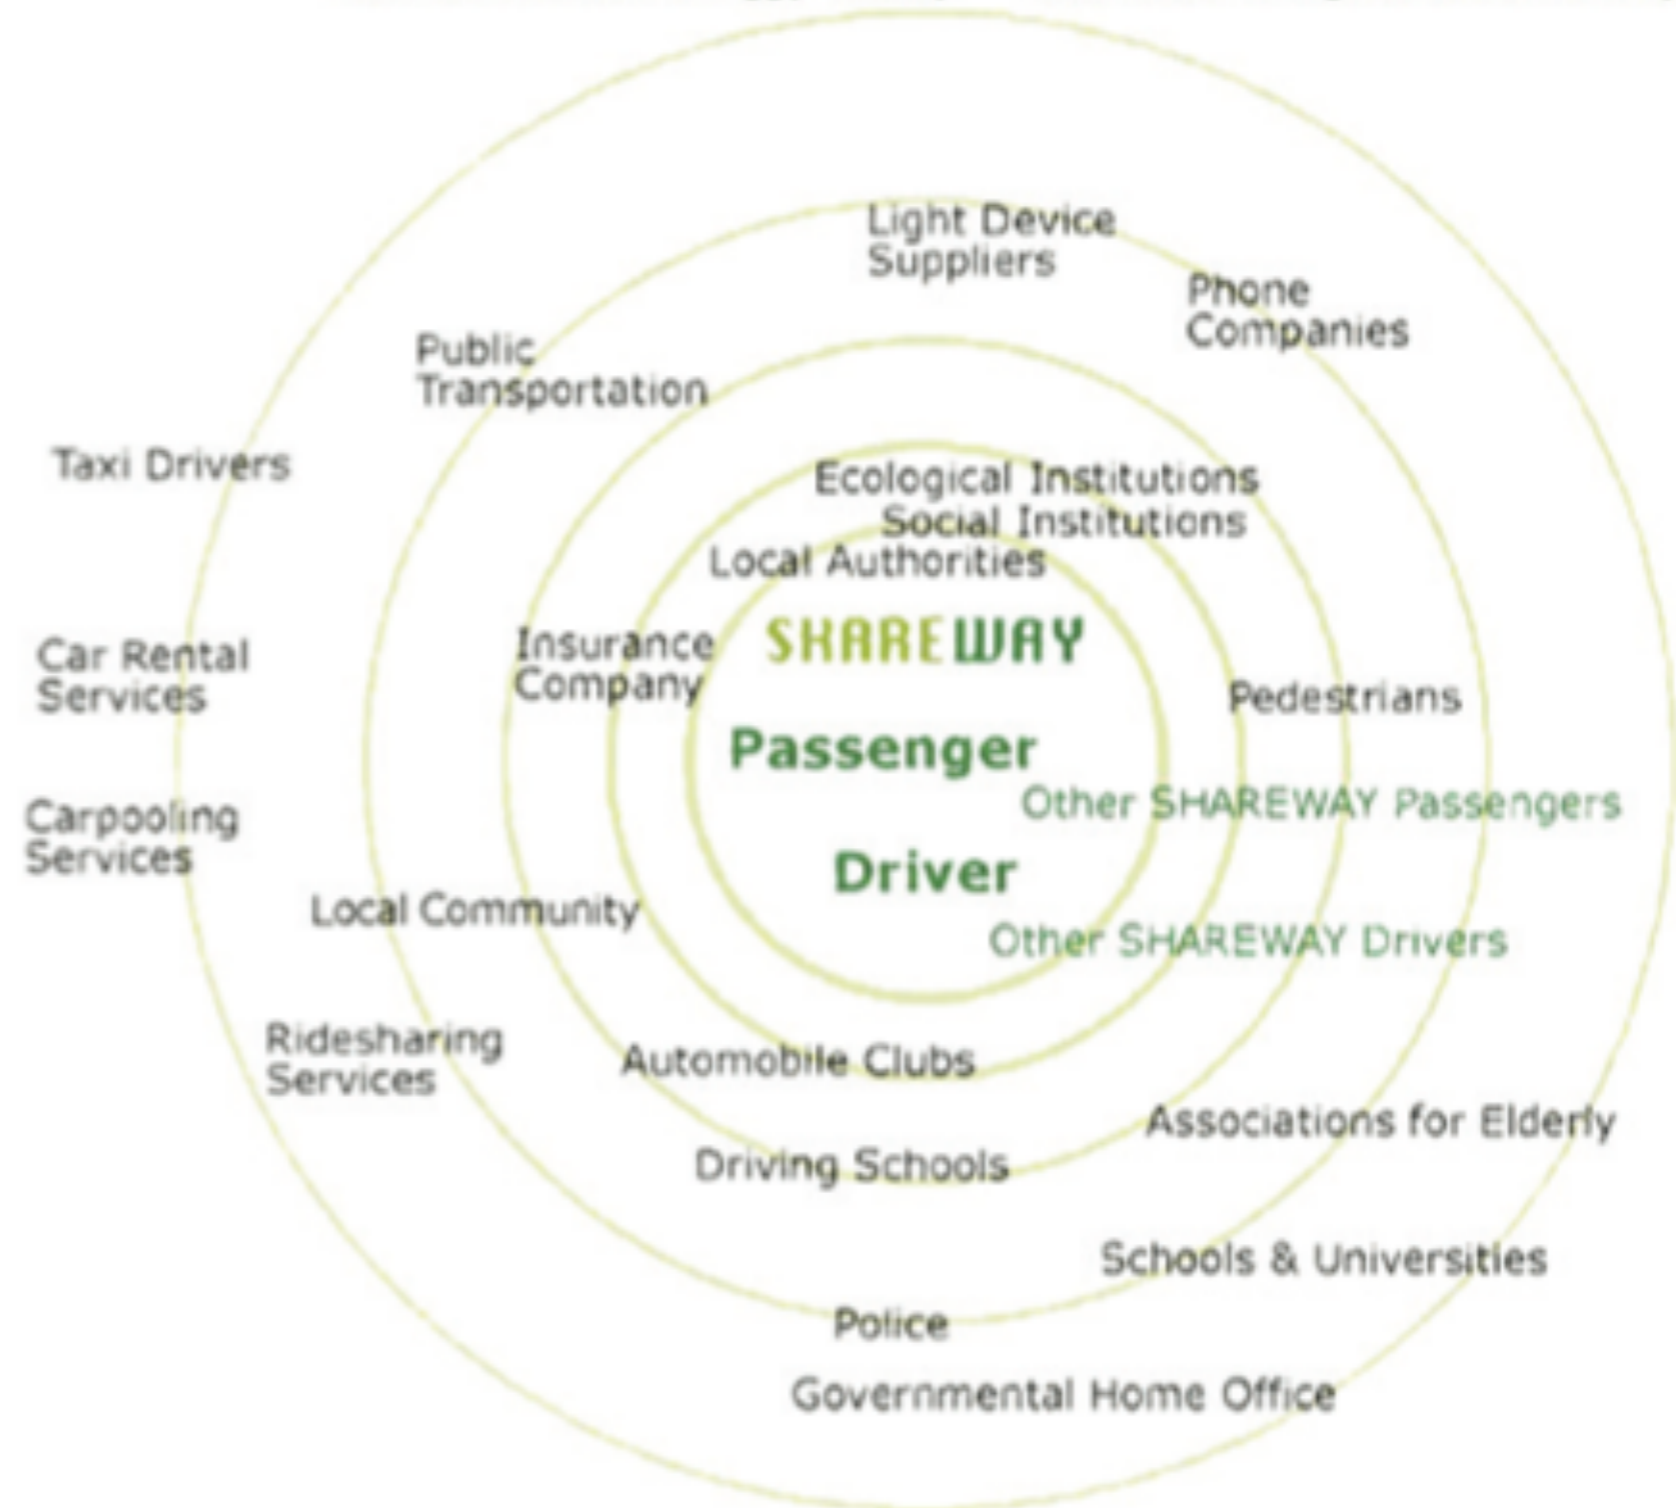 Light Device
Suppliers
Phone
Companies
Public
Transportation
Taxi Drivers
Ecological Institutions
Social Institutions
Local Authorities
SHAREWAY
Insurance
Company
Car Rental
Services
Pedestrians
Passenger
Other SHAREWAY Passengers
Carpooling
Services
Driver
Local Community
Other SHAREWAY Drivers
Ridesharing
Services
Automobile Clubs
Associations for Elderly
Driving Schools
Schools & Universities
Police
Governmental Home Office